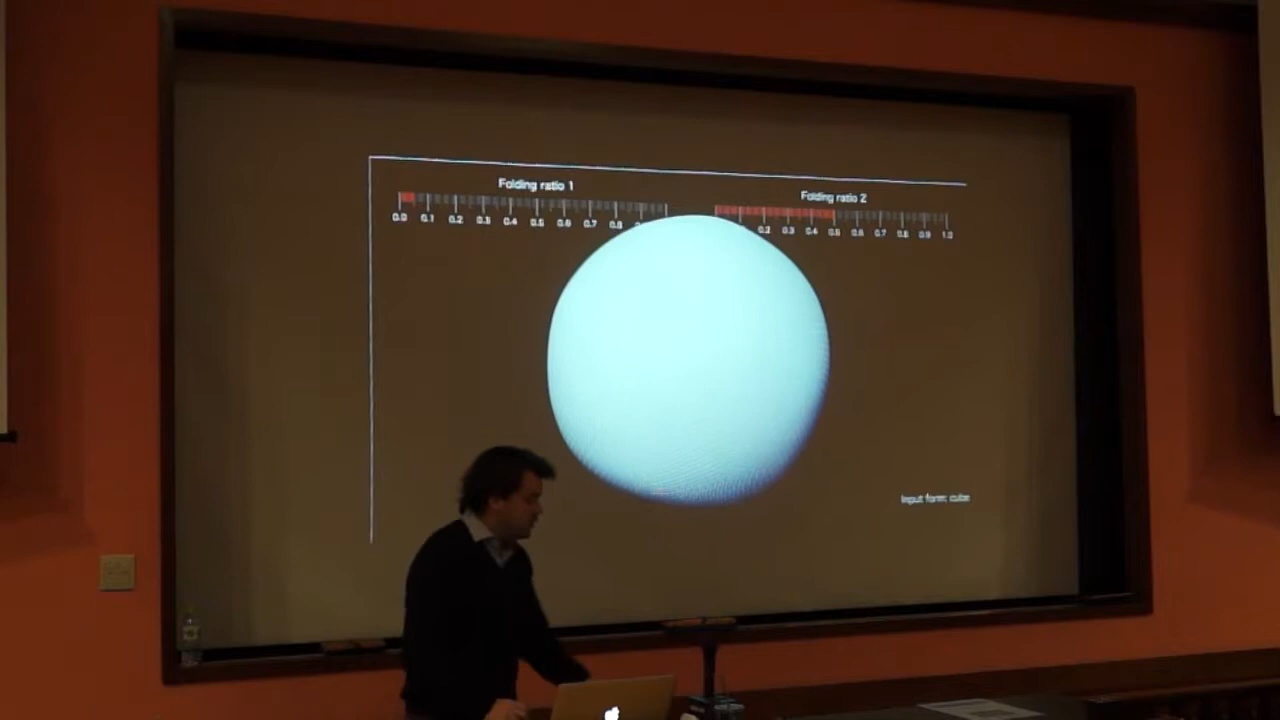 Folding ratio 1
Folding ratio 2
0.0 0.1 0.2 0.3 0.4 0.5 0.6 0.7 0.8
0.2 0.3 0.4 0.5 0.6 0.7 0.8 0.9 1.0
Input form: cube